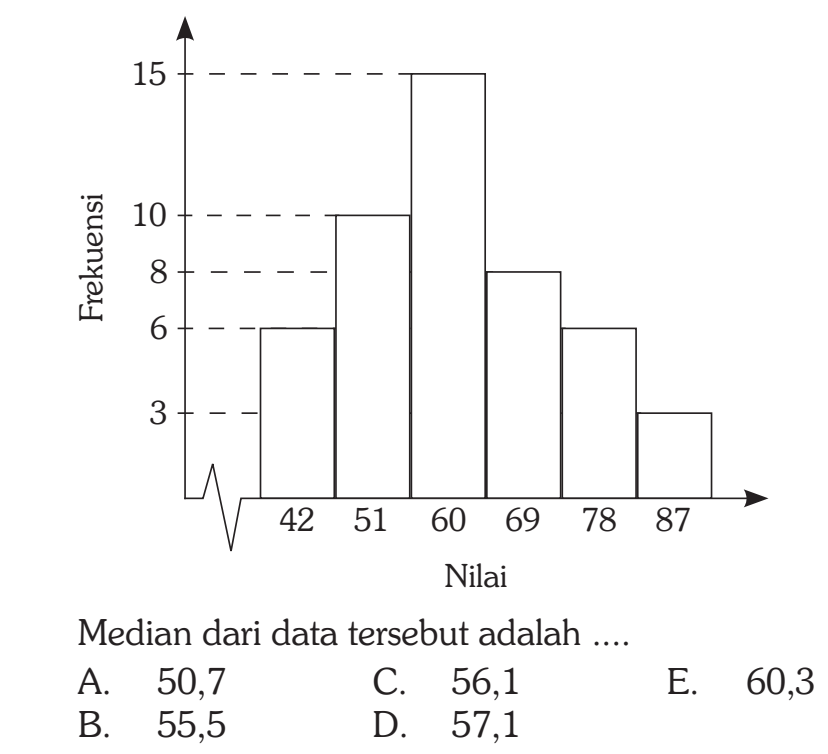 15
10
8
6
3
Frekuensi
42 51 60 69 78 87
Nilai
Median dari data tersebut adalah ....
A. 50,7 C. 56,1 E. 60,3
B. 55,5 D. 57,1